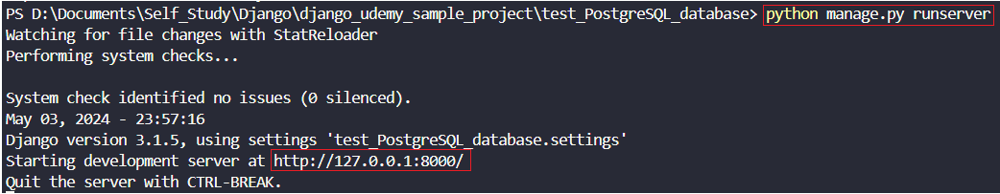 PS D:\Documents\Self_Study\Django\django_udemy_sample_project\test_PostgreSQL_database> python manage.py runserver
Watching for file changes with StatReloader
Performing system checks...
System check identified no issues (0 silenced).
May 03, 2024 - 23:57:16
Django version 3.1.5, using settings 'test_PostgreSQL_database.settings'
Starting development server at http://127.0.0.1:8000/
Quit the server with CTRL-BREAK.